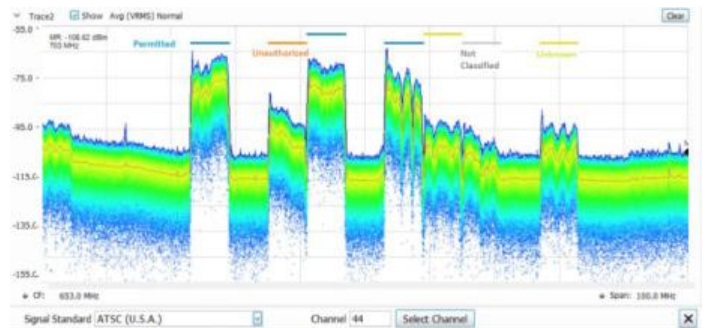 Trace2 Show Avg (VRMS) Normal Clear
-55.0
MR: -106.62 dBm
703 MHz
Permitted
Unauthorized
Not
Classified
Unknown
-75.0
-95.0
-115.0
-135.0
-155.0
CF: 653.0 MHz Span: 100.0 MHz
Signal Standard ATSC (U.S.A.) Channel 44 Select Channel X